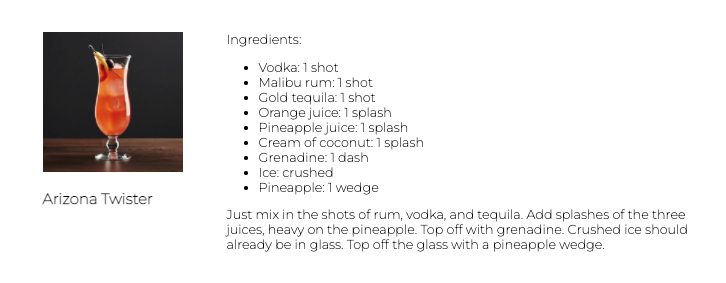 Ingredients:
Vodka: 1 shot
Malibu rum: 1 shot
Gold tequila: 1 shot
Orange juice: 1 splash
Pineapple juice: 1 splash
Cream of coconut: 1 splash
Grenadine: 1 dash
Ice: crushed
Pineapple: 1 wedge
Arizona Twister
Just mix in the shots of rum, vodka, and tequila. Add splashes of the three
juices, heavy on the pineapple. Top off with grenadine. Crushed ice should
already be in glass. Top off the glass with a pineapple wedge.